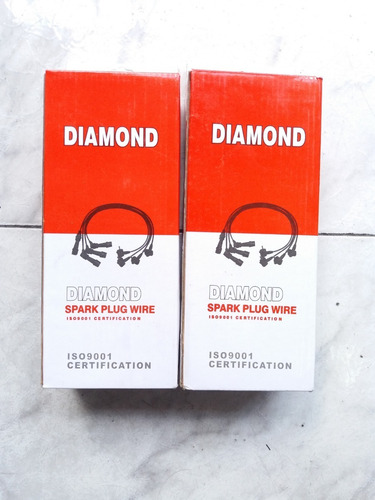 DIAMOND
DIAMOND
SPARK PLUG WIRE
ISO9001 CERTIFICATION
ISO9001
CERTIFICATION
DIAMOND
DIAMOND
SPARK PLUG WIRE
ISO9001 CERTIFICATION
ISO9001
CERTIFICATION